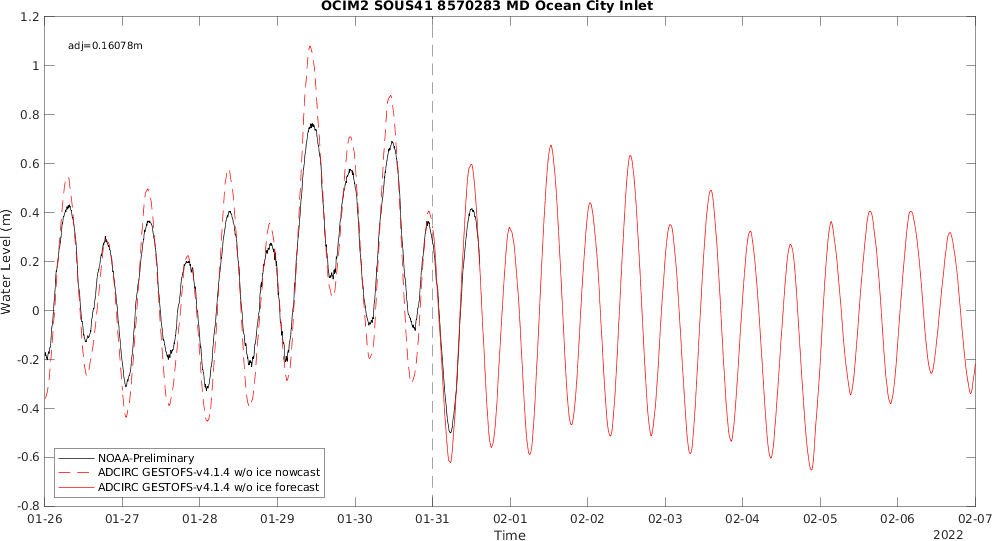 OCIM2 SOUS41 8570283 MD Ocean City Inlet
adj=0.16078m
Water Level (m)
1.2
1
0.8
0.6
0.4
0.2
0
-0.2
-0.4
-0.6
-0.8
NOAA-Preliminary
ADCIRC GESTOFS-v4.1.4 w/o ice nowcast
ADCIRC GESTOFS-v4.1.4 w/o ice forecast
01-26 01-27 01-28 01-29 01-30 01-31 02-01 02-02 02-03 02-04 02-05 02-06 02-07
Time
2022